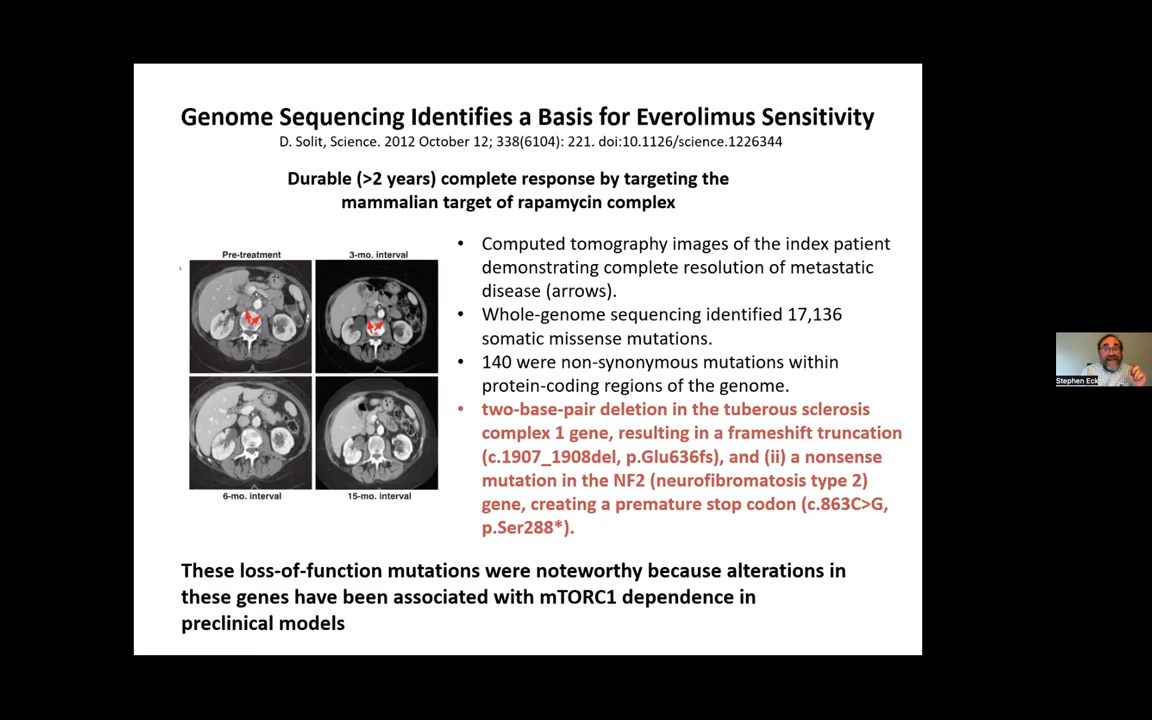 Genome Sequencing Identifies a Basis for Everolimus Sensitivity
D. Solit, Science. 2012 October 12; 338(6104): 221. doi:10.1126/science.1226344
Durable (>2 years) complete response by targeting the
mammalian target of rapamycin complex
Pre-treatment
3-mo. interval
6-mo. interval
15-mo. interval
• Computed tomography images of the index patient
demonstrating complete resolution of metastatic
disease (arrows).
• Whole-genome sequencing identified 17,136
somatic missense mutations.
• 140 were non-synonymous mutations within
protein-coding regions of the genome.
• two-base-pair deletion in the tuberous sclerosis
complex 1 gene, resulting in a frameshift truncation
(c.1907_1908del, p.Glu636fs), and (ii) a nonsense
mutation in the NF2 (neurofibromatosis type 2)
gene, creating a premature stop codon (c.863C>G,
p.Ser288*).
These loss-of-function mutations were noteworthy because alterations in
these genes have been associated with mTORC1 dependence in
preclinical models
Stephen Eck